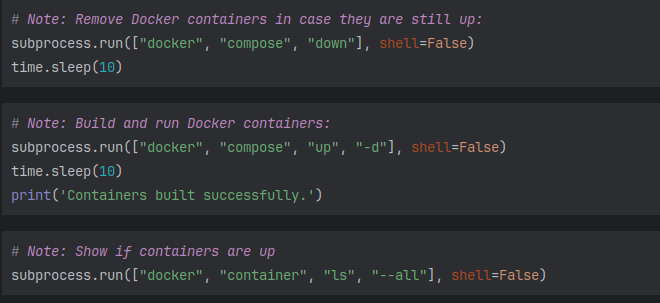 # Note: Remove Docker containers in case they are still up:
subprocess.run(["docker", "compose", "down"], shell=False)
time.sleep(10)
# Note: Build and run Docker containers:
subprocess.run(["docker", "compose", "up", "-d"], shell=False)
time.sleep(10)
print('Containers built successfully.')
# Note: Show if containers are up
subprocess.run(["docker", "container", "ls", "--all"], shell=False)